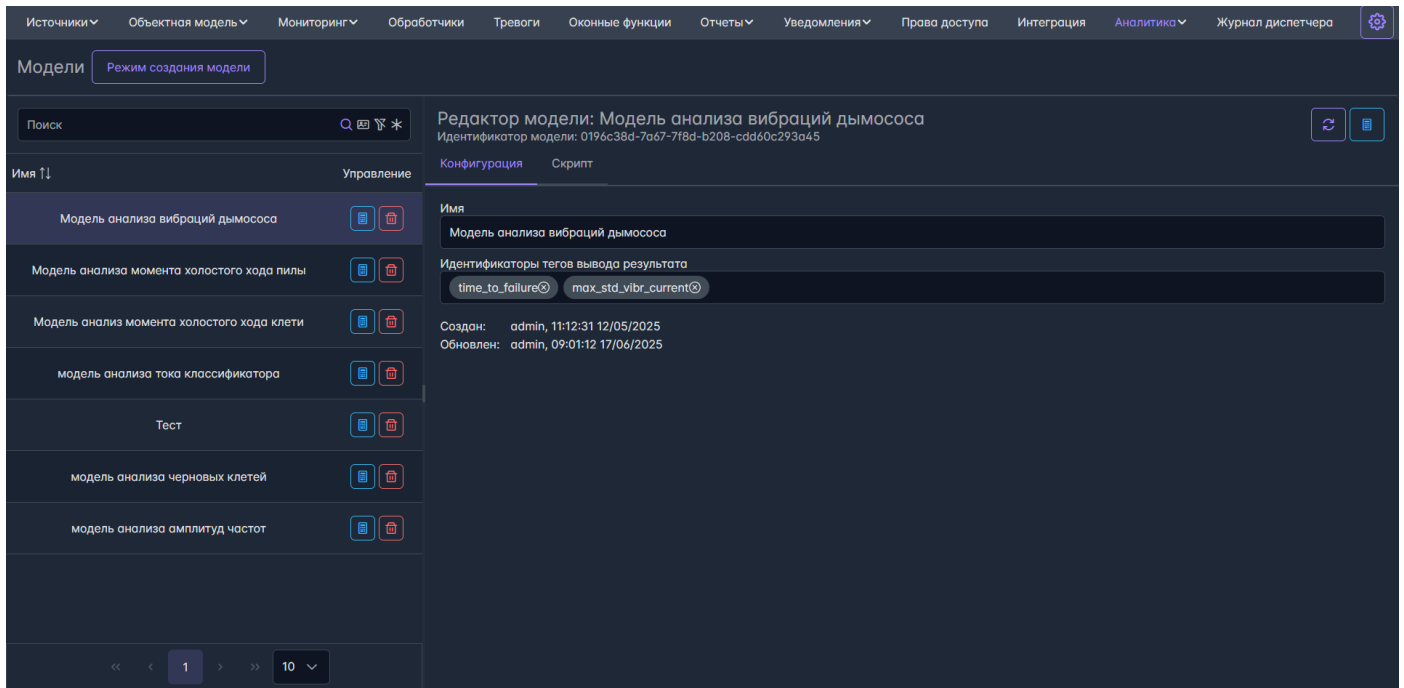 Источники Объектная модель Мониторинг Обработчики Тревоги Оконные функции Отчеты Уведомления Права доступа Интеграция Аналитика Журнал диспетчера
Модели Режим создания модели
Поиск
Имя Управление
Модель анализа вибраций дымососа
Модель анализа момента холостого хода пилы
Модель анализ момента холостого хода клети
модель анализа тока классификатора
Тест
модель анализа черновых клетей
модель анализа амплитуд частот
« ‹ 1 › » 10
Редактор модели: Модель анализа вибраций дымососа
Идентификатор модели: 0196c38d-7a67-7f8d-b208-cdd60c293a45
Конфигурация Скрипт
Имя
Модель анализа вибраций дымососа
Идентификаторы тегов вывода результата
time_to_failure max_std_vibr_current
Создан: admin, 11:12:31 12/05/2025
Обновлен: admin, 09:01:12 17/06/2025